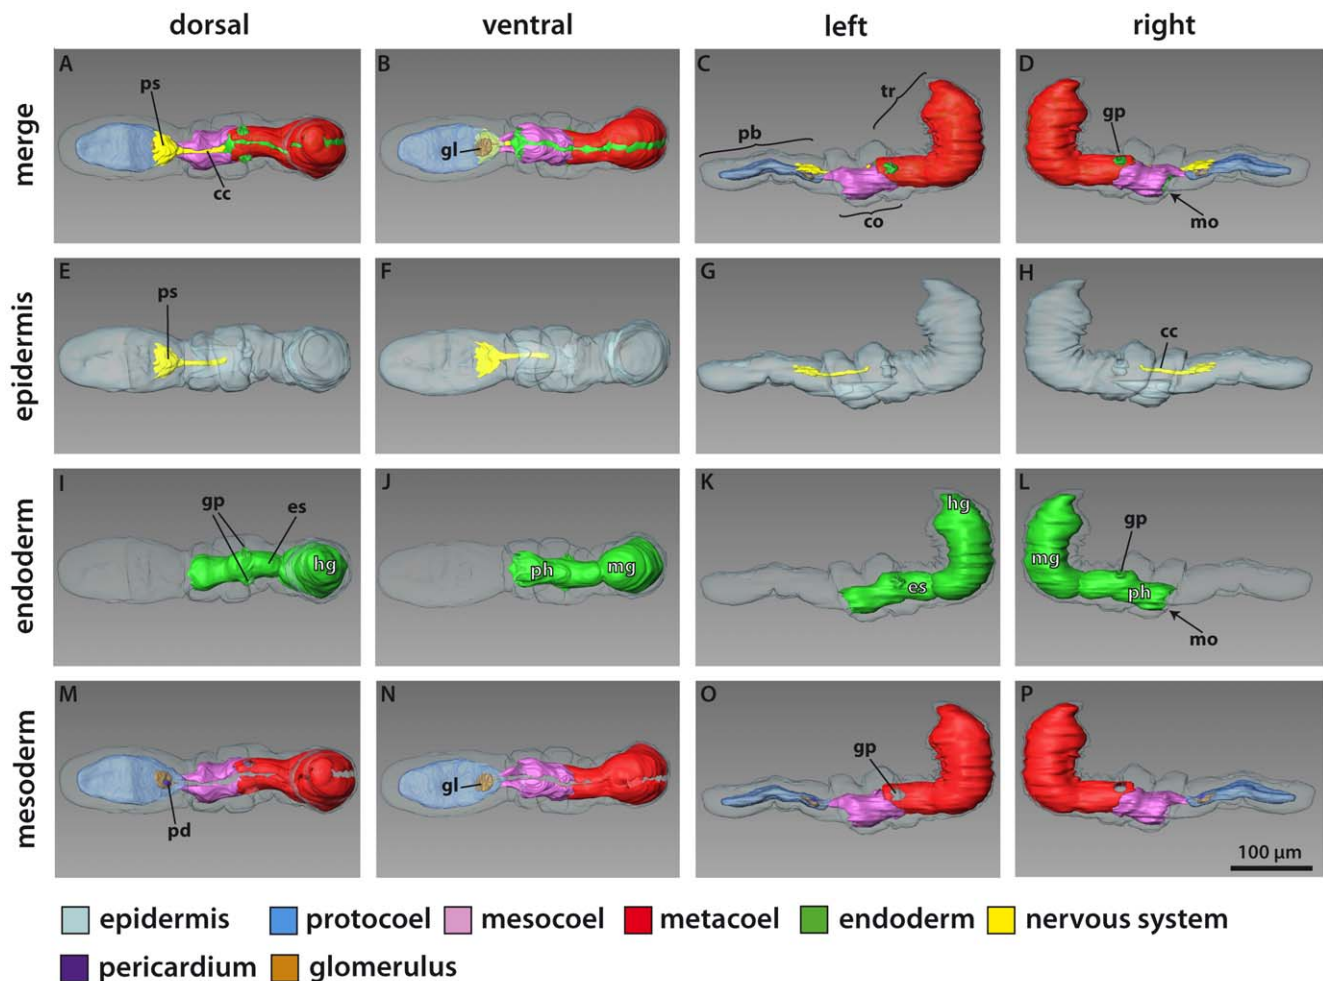 dorsal ventral left right
merge
A B C D
ps tr gp
pb
gl
cc co mo
epidermis
E F G H
ps cc
endoderm
I J K L
gp es hg gp
hg ph mg es mg ph
mo
mesoderm
M N O P
gp
gl
pd
100 µm
epidermis protocoel mesocoel metacoel endoderm nervous system
pericardium glomerulus